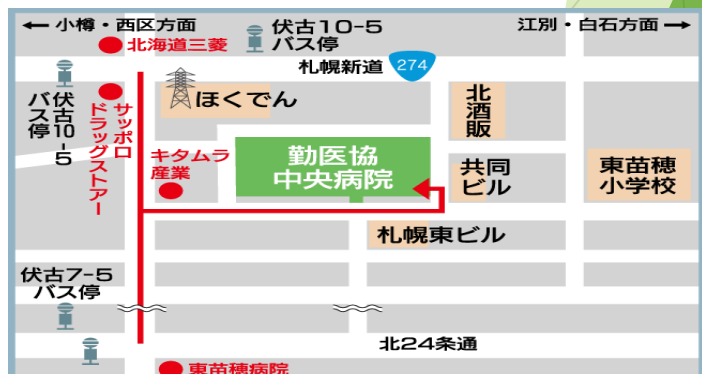 ← 小樽・西区方面
伏古10-5
バス停
江別・白石方面 →
北海道三菱
札幌新道
274
伏古10-5
バス停
サッポロ
ドラッグストアー
ほくでん
北酒販
キタムラ
産業
勤医協
中央病院
共同
ビル
東苗穂
小学校
札幌東ビル
伏古7-5
バス停
北24条通
東苗穂病院